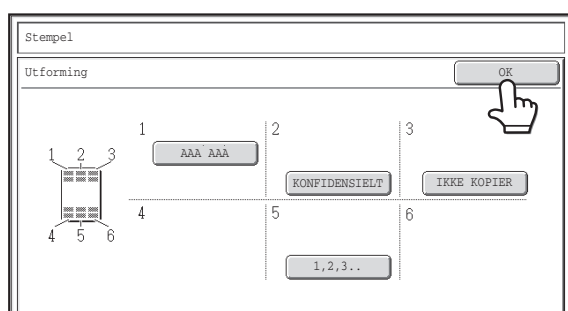 Stempel
Utforming OK
1 2 3
4 5 6
1 AAA AAA
2 KONFIDENSIELT
3 IKKE KOPIER
4
5 1,2,3..
6